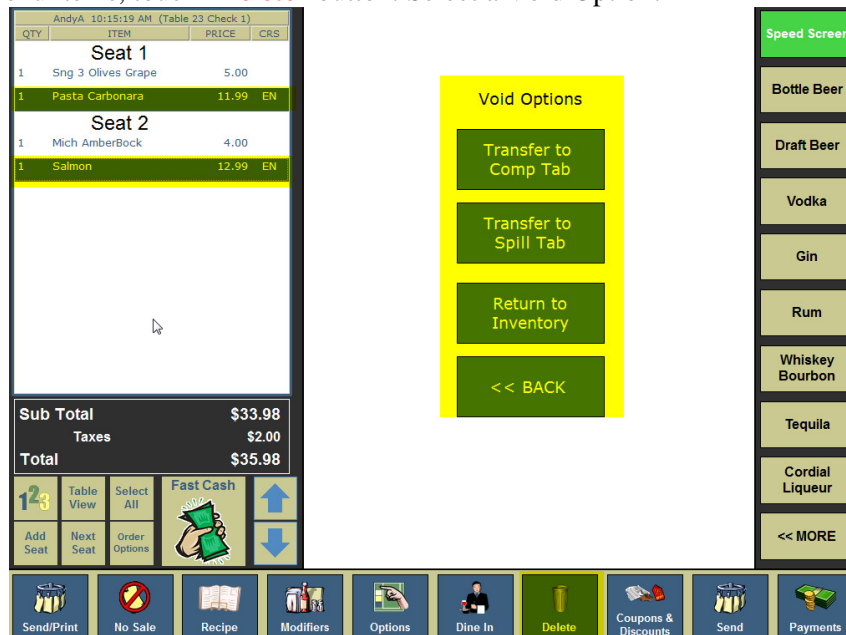 AndyA 10:15:19 AM (Table 23 Check 1)
QTY ITEM PRICE CRS
Seat 1
1 Sng 3 Olives Grape 5.00
1 Pasta Carbonara 11.99 EN
Seat 2
1 Mich AmberBock 4.00
1 Salmon 12.99 EN
Sub Total $33.98
Taxes $2.00
Total $35.98
123
Table
View
Select
All
Fast Cash
Add
Seat
Next
Seat
Order
Options
Void Options
Transfer to
Comp Tab
Transfer to
Spill Tab
Return to
Inventory
<< BACK
Speed Screen
Bottle Beer
Draft Beer
Vodka
Gin
Rum
Whiskey
Bourbon
Tequila
Cordial
Liqueur
<< MORE
Send/Print
No Sale
Recipe
Modifiers
Options
Dine In
Delete
Coupons &
Discounts
Send
Payments